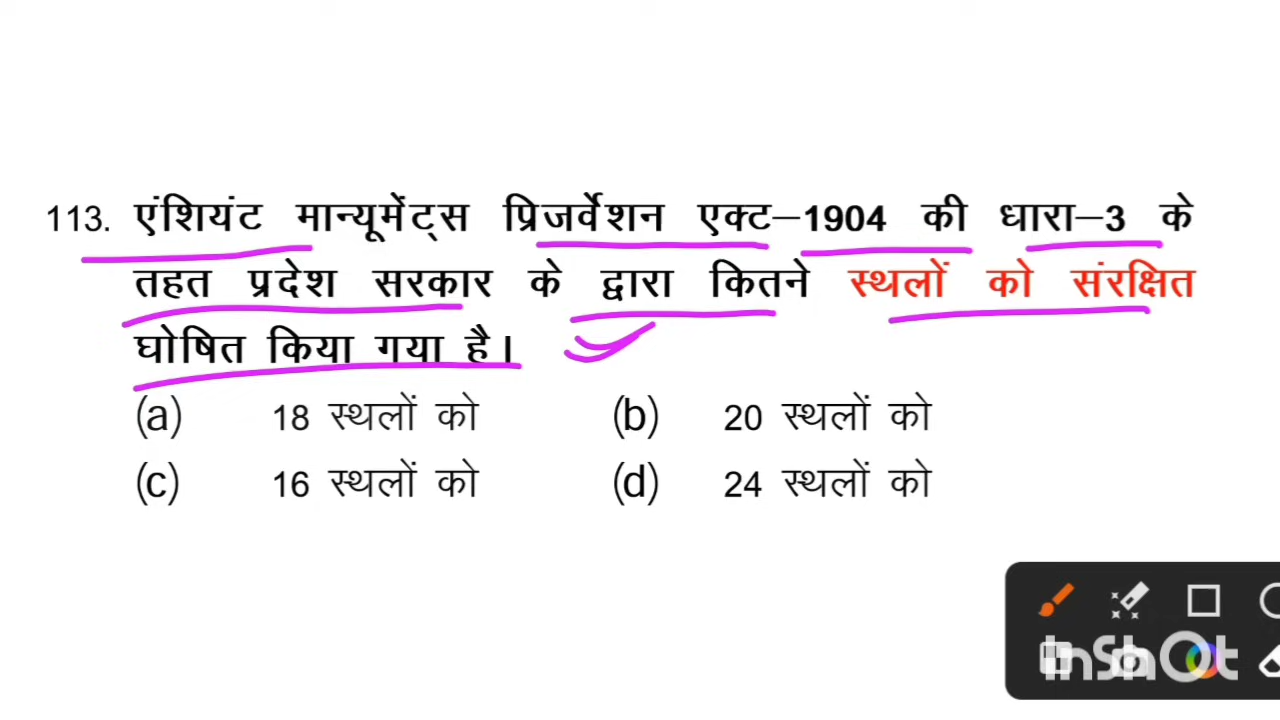 113. एंशियंट मान्यूमेंट्स प्रिजर्वेशन एक्ट–1904 की धारा–3 के
तहत प्रदेश सरकार के द्वारा कितने स्थलों को संरक्षित
घोषित किया गया है।
(a) 18 स्थलों को (b) 20 स्थलों को
(c) 16 स्थलों को (d) 24 स्थलों को
InShOt